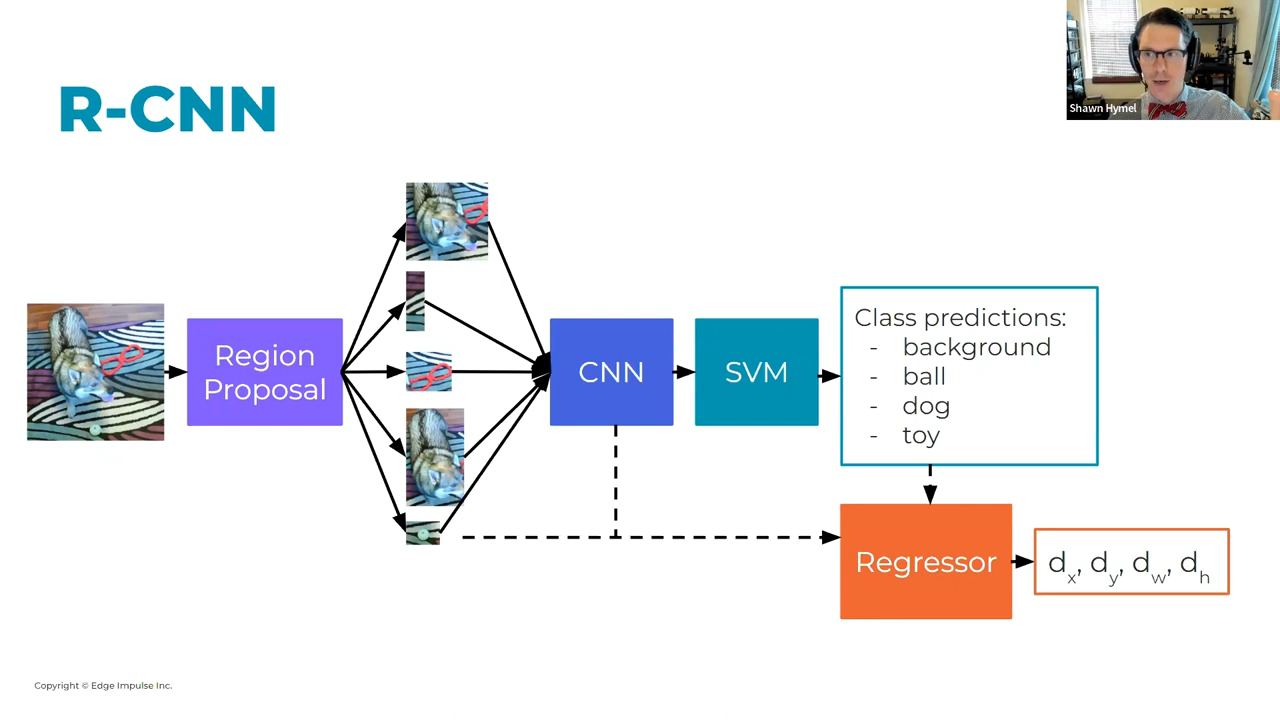 R-CNN
Shawn Hymel
Region
Proposal
CNN
SVM
Class predictions:
- background
- ball
- dog
- toy
Regressor
dx, dy, dw, dh
Copyright © Edge Impulse Inc.